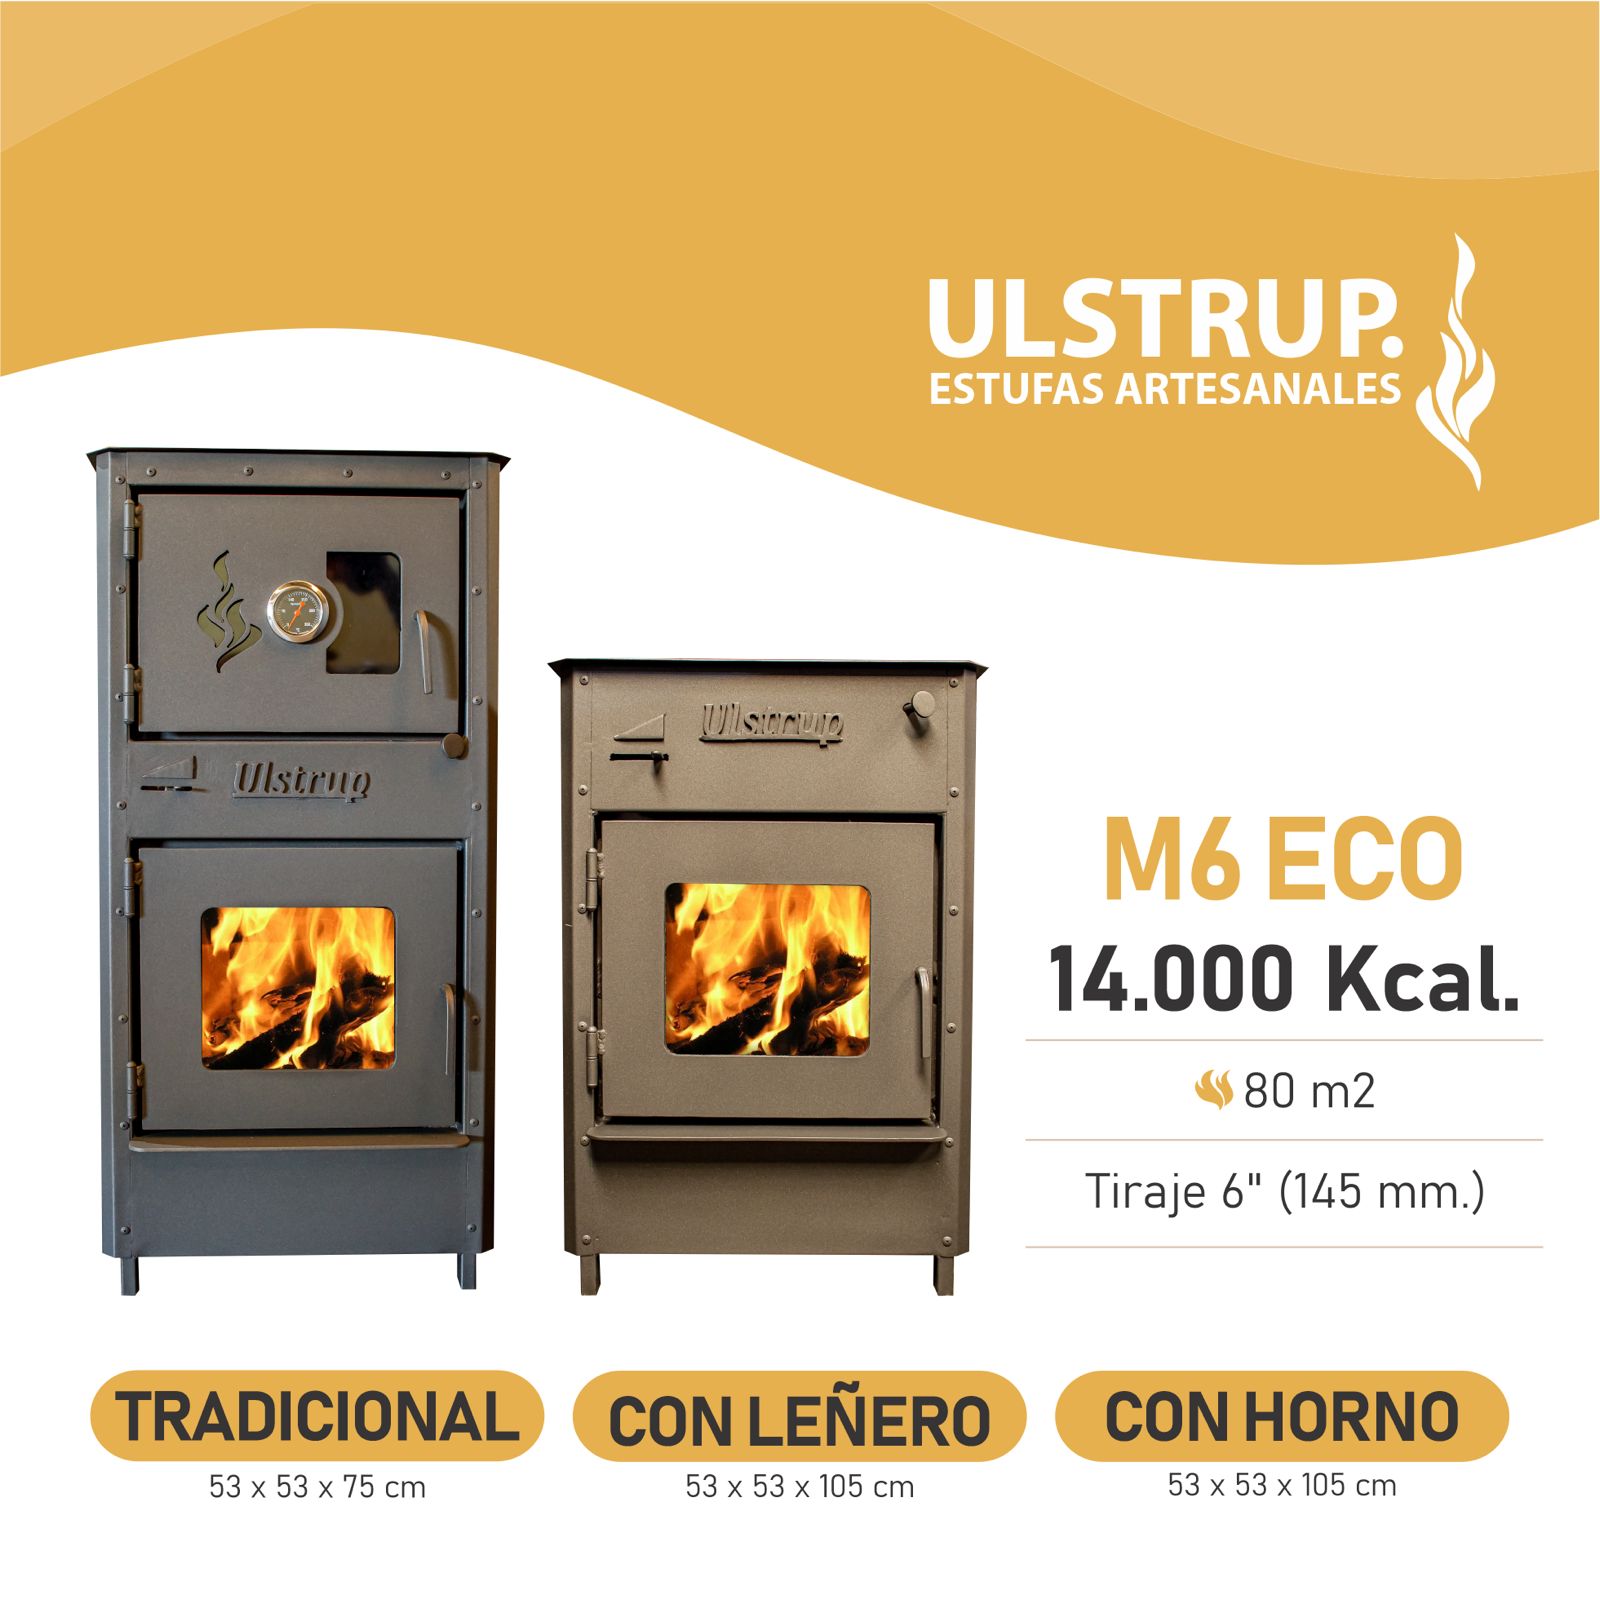 ULSTRUP.
ESTUFAS ARTESANALES
Ulstrup
Ulstrup
M6 ECO
14.000 Kcal.
80 m2
Tiraje 6" (145 mm.)
TRADICIONAL
53 x 53 x 75 cm
CON LEÑERO
53 x 53 x 105 cm
CON HORNO
53 x 53 x 105 cm